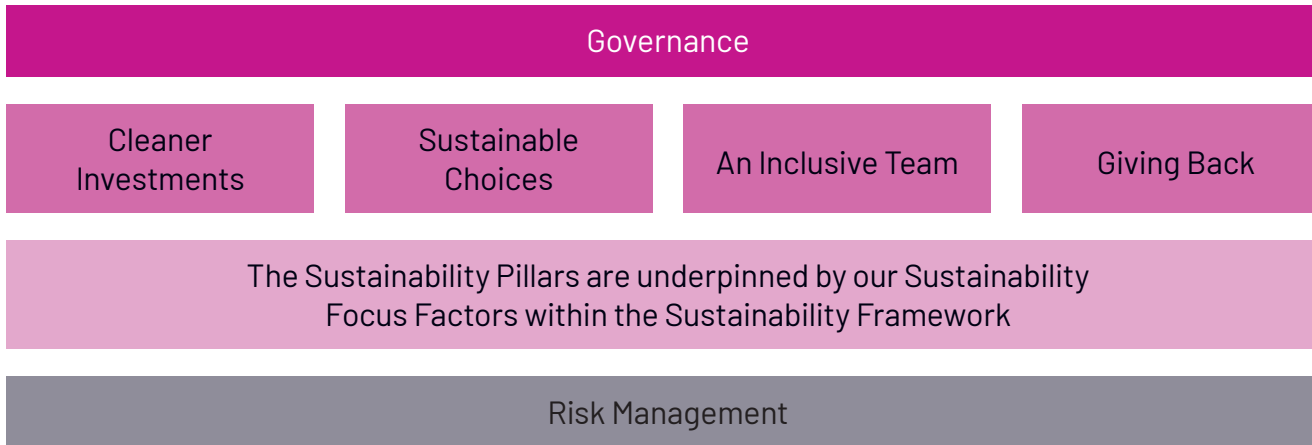 Governance
Cleaner
Investments
Sustainable
Choices
An Inclusive Team
Giving Back
The Sustainability Pillars are underpinned by our Sustainability
Focus Factors within the Sustainability Framework
Risk Management